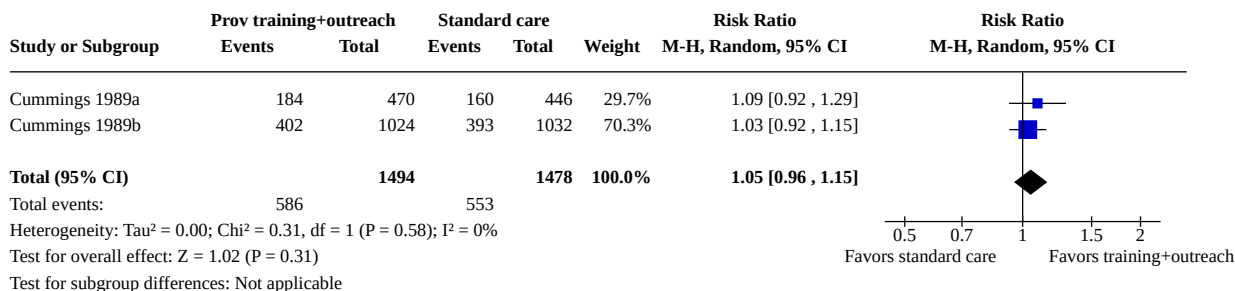 Prov training+outreach Standard care Risk Ratio Risk Ratio
Study or Subgroup Events Total Events Total Weight M-H, Random, 95% CI M-H, Random, 95% CI
Cummings 1989a 184 470 160 446 29.7% 1.09 [0.92 , 1.29]
Cummings 1989b 402 1024 393 1032 70.3% 1.03 [0.92 , 1.15]
Total (95% CI) 1494 1478 100.0% 1.05 [0.96 , 1.15]
Total events: 586 553
Heterogeneity: Tau² = 0.00; Chi² = 0.31, df = 1 (P = 0.58); I² = 0%
0.5 0.7 1 1.5 2
Test for overall effect: Z = 1.02 (P = 0.31)
Favors standard care Favors training+outreach
Test for subgroup differences: Not applicable